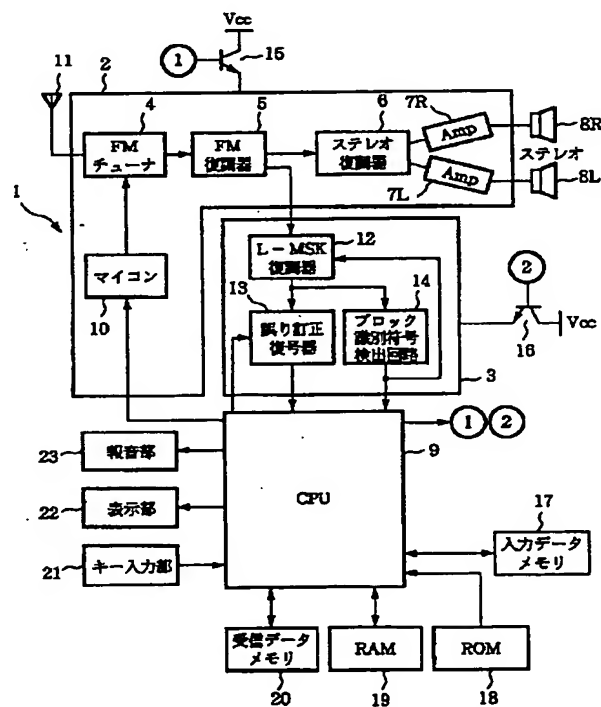 Vcc
1
15
11
2
4
FM
チューナ
5
FM
復調器
6
ステレオ
復調器
7R
Amp
8R
ステレオ
Amp
7L
8L
1
マイコン
10
L-MSK
復調器
12
13
誤り訂正
復号器
14
ブロック
識別符号
検出回路
2
Vcc
16
3
1 2
9
CPU
23
報音部
22
表示部
21
キー入力部
17
入力データ
メモリ
受信データ
メモリ
20
RAM
19
ROM
18